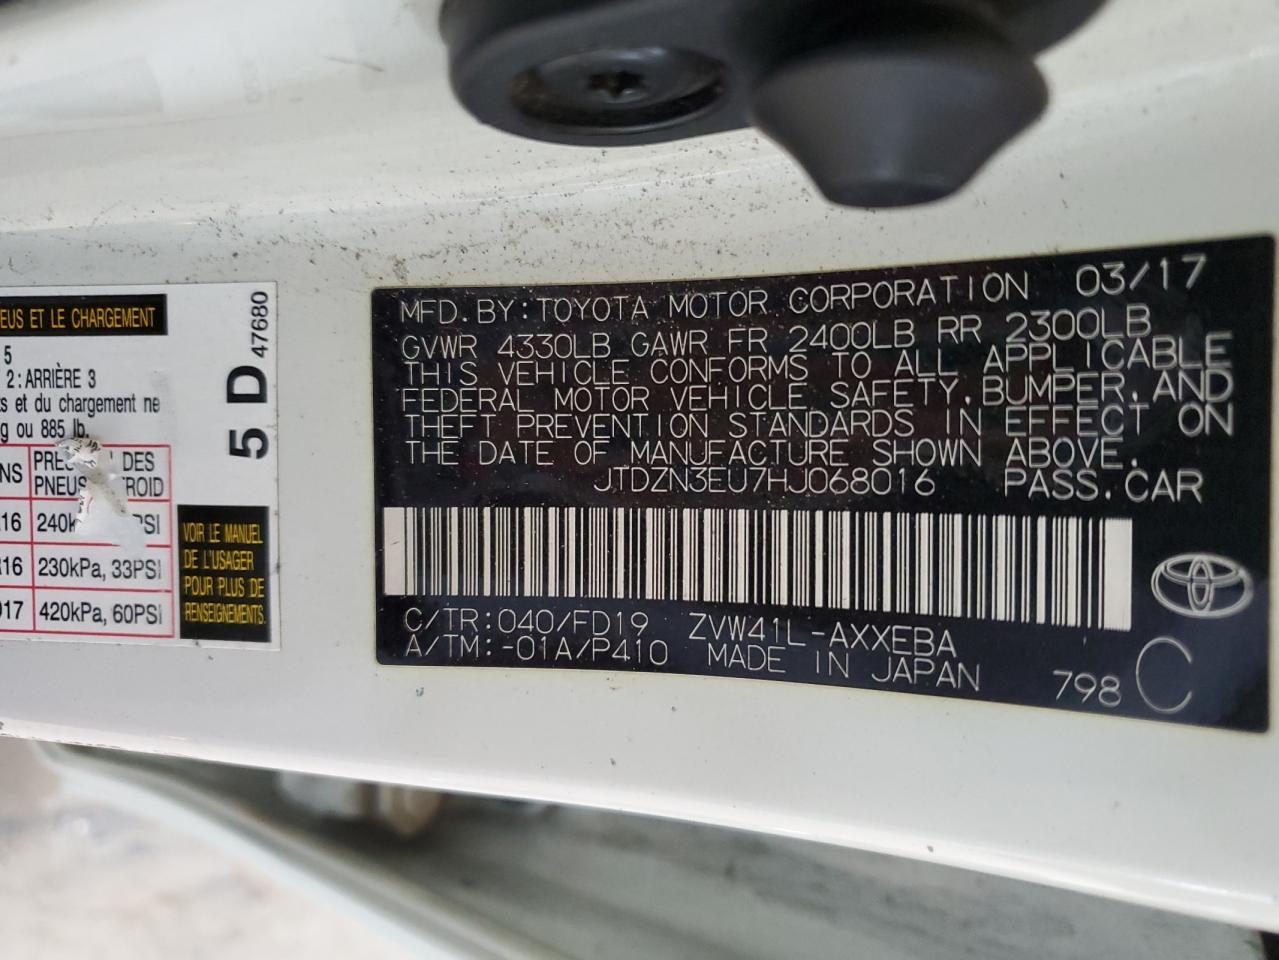 EUS ET LE CHARGEMENT
5
2:ARRIÈRE 3
ts et du chargement ne
g ou 885 lb.
NS DES
PNEUS FROID
16 240k PSI
R16 230kPa, 33PSI
017 420kPa, 60PSI
5 D 47680
VOIR LE MANUEL
DE L'USAGER
POUR PLUS DE
RENSEIGNEMENTS.
MFD.BY:TOYOTA MOTOR CORPORATION 03/17
GVWR 4330LB GAWR FR 2400LB RR 2300LB
THIS VEHICLE CONFORMS TO ALL APPLICABLE
FEDERAL MOTOR VEHICLE SAFETY,BUMPER,AND
THEFT PREVENTION STANDARDS IN EFFECT ON
THE DATE OF MANUFACTURE SHOWN ABOVE.
JTDZN3EU7HJ068016 PASS.CAR
C/TR:040/FD19 ZVW41L-AXXEBA
A/TM:-01A/P410 MADE IN JAPAN 798 C